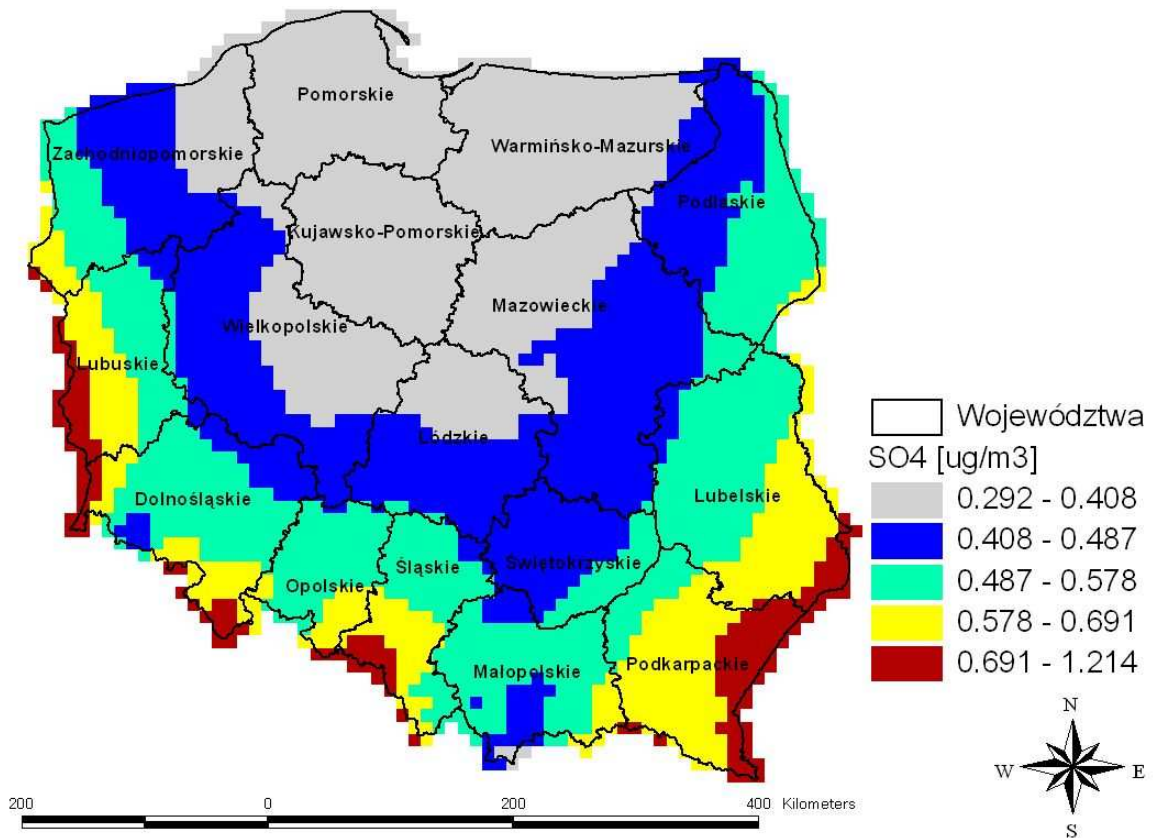 Pomorskie
Warmińsko-Mazurskie
Zachodniopomorskie
Podlaskie
Kujawsko-Pomorskie
Mazowieckie
Wielkopolskie
Lubuskie
Łódzkie
Dolnośląskie
Lubelskie
Opolskie
Śląskie
Świętokrzyskie
Małopolskie
Podkarpackie
Województwa
SO4 [ug/m3]
0.292 - 0.408
0.408 - 0.487
0.487 - 0.578
0.578 - 0.691
0.691 - 1.214
N
W E
S
200 0 200 400 Kilometers